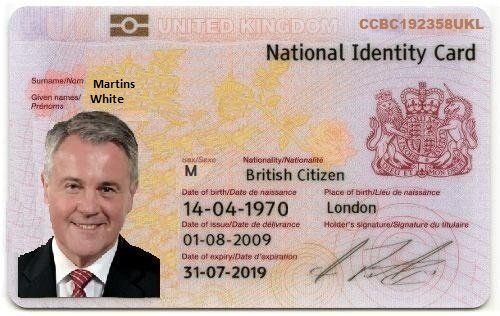 UNITED KINGDOM
CCBC192358UKL
National Identity Card
Surname/Nom Martins
Given names/ White
Prénoms
Sex/Sexe Nationality/Nationalité
M British Citizen
Date of birth/Date de naissance Place of birth/Lieu de naissance
14-04-1970 London
Date of issue/Date de délivrance Holder's signature/Signature du titulaire
01-08-2009
Date of expiry/Date d'expiration
31-07-2019